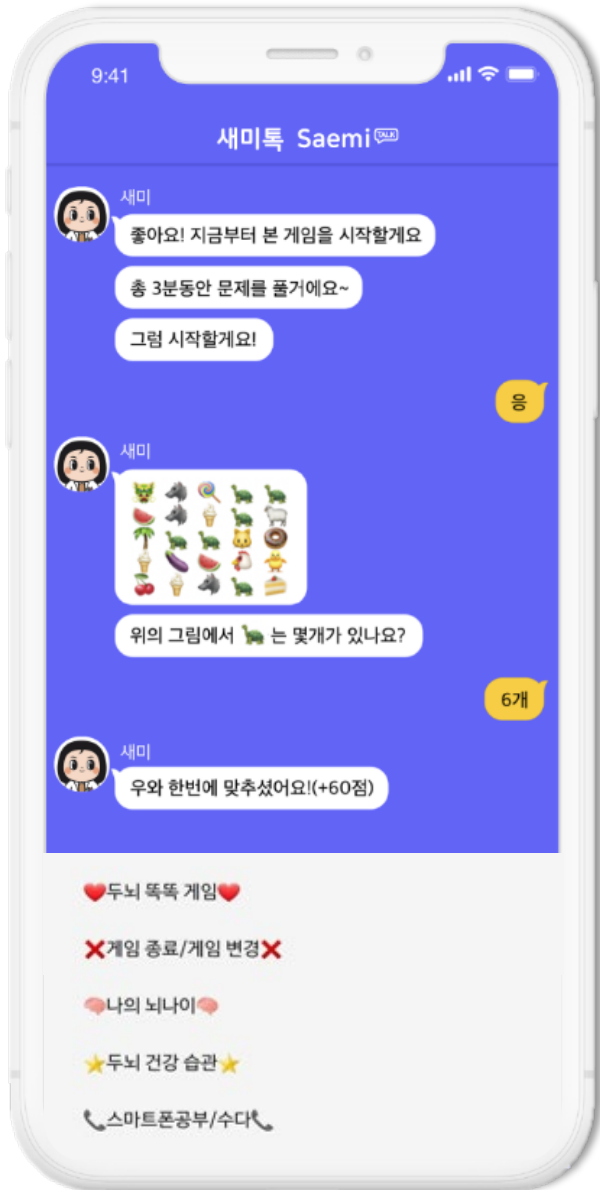 9:41
새미톡 Saemi TALK
새미
좋아요! 지금부터 본 게임을 시작할게요
총 3분동안 문제를 풀거에요~
그럼 시작할게요!
응
새미
위의 그림에서 🐢 는 몇개가 있나요?
6개
새미
우와 한번에 맞추셨어요!(+60점)
❤️두뇌 똑똑 게임❤️
❌게임 종료/게임 변경❌
🧠나의 뇌나이🧠
⭐두뇌 건강 습관⭐
📞스마트폰공부/수다📞